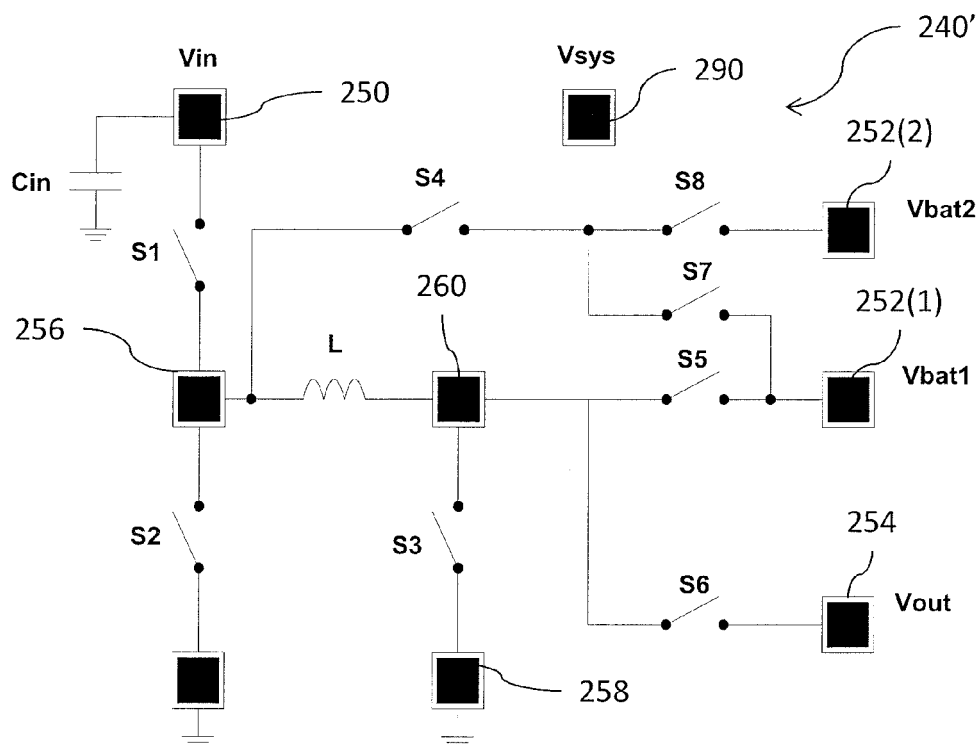 240'
Vin
Vsys
250
290
252(2)
Cin
S4
S8
Vbat2
S1
S7
260
252(1)
256
L
S5
Vbat1
S2
S3
254
S6
Vout
258